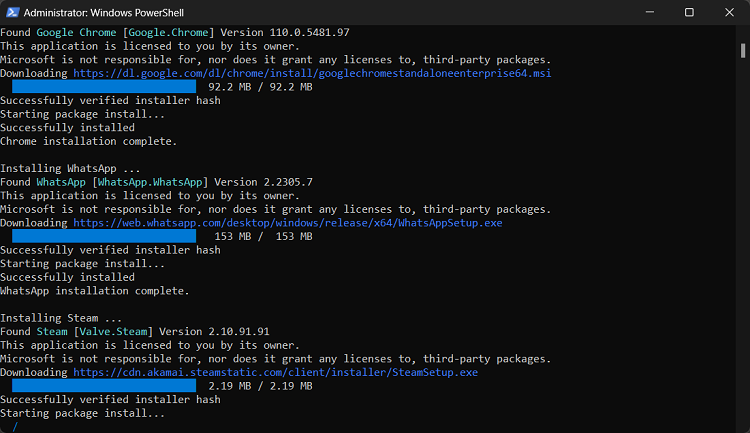 Administrator: Windows PowerShell
Found Google Chrome [Google.Chrome] Version 110.0.5481.97
This application is licensed to you by its owner.
Microsoft is not responsible for, nor does it grant any licenses to, third-party packages.
Downloading https://dl.google.com/dl/chrome/install/googlechromestandaloneenterprise64.msi
92.2 MB / 92.2 MB
Successfully verified installer hash
Starting package install...
Successfully installed
Chrome installation complete.
Installing WhatsApp ...
Found WhatsApp [WhatsApp.WhatsApp] Version 2.2305.7
This application is licensed to you by its owner.
Microsoft is not responsible for, nor does it grant any licenses to, third-party packages.
Downloading https://web.whatsapp.com/desktop/windows/release/x64/WhatsAppSetup.exe
153 MB /  153 MB
Successfully verified installer hash
Starting package install...
Successfully installed
WhatsApp installation complete.
Installing Steam ...
Found Steam [Valve.Steam] Version 2.10.91.91
This application is licensed to you by its owner.
Microsoft is not responsible for, nor does it grant any licenses to, third-party packages.
Downloading https://cdn.akamai.steamstatic.com/client/installer/SteamSetup.exe
2.19 MB / 2.19 MB
Successfully verified installer hash
Starting package install...
/